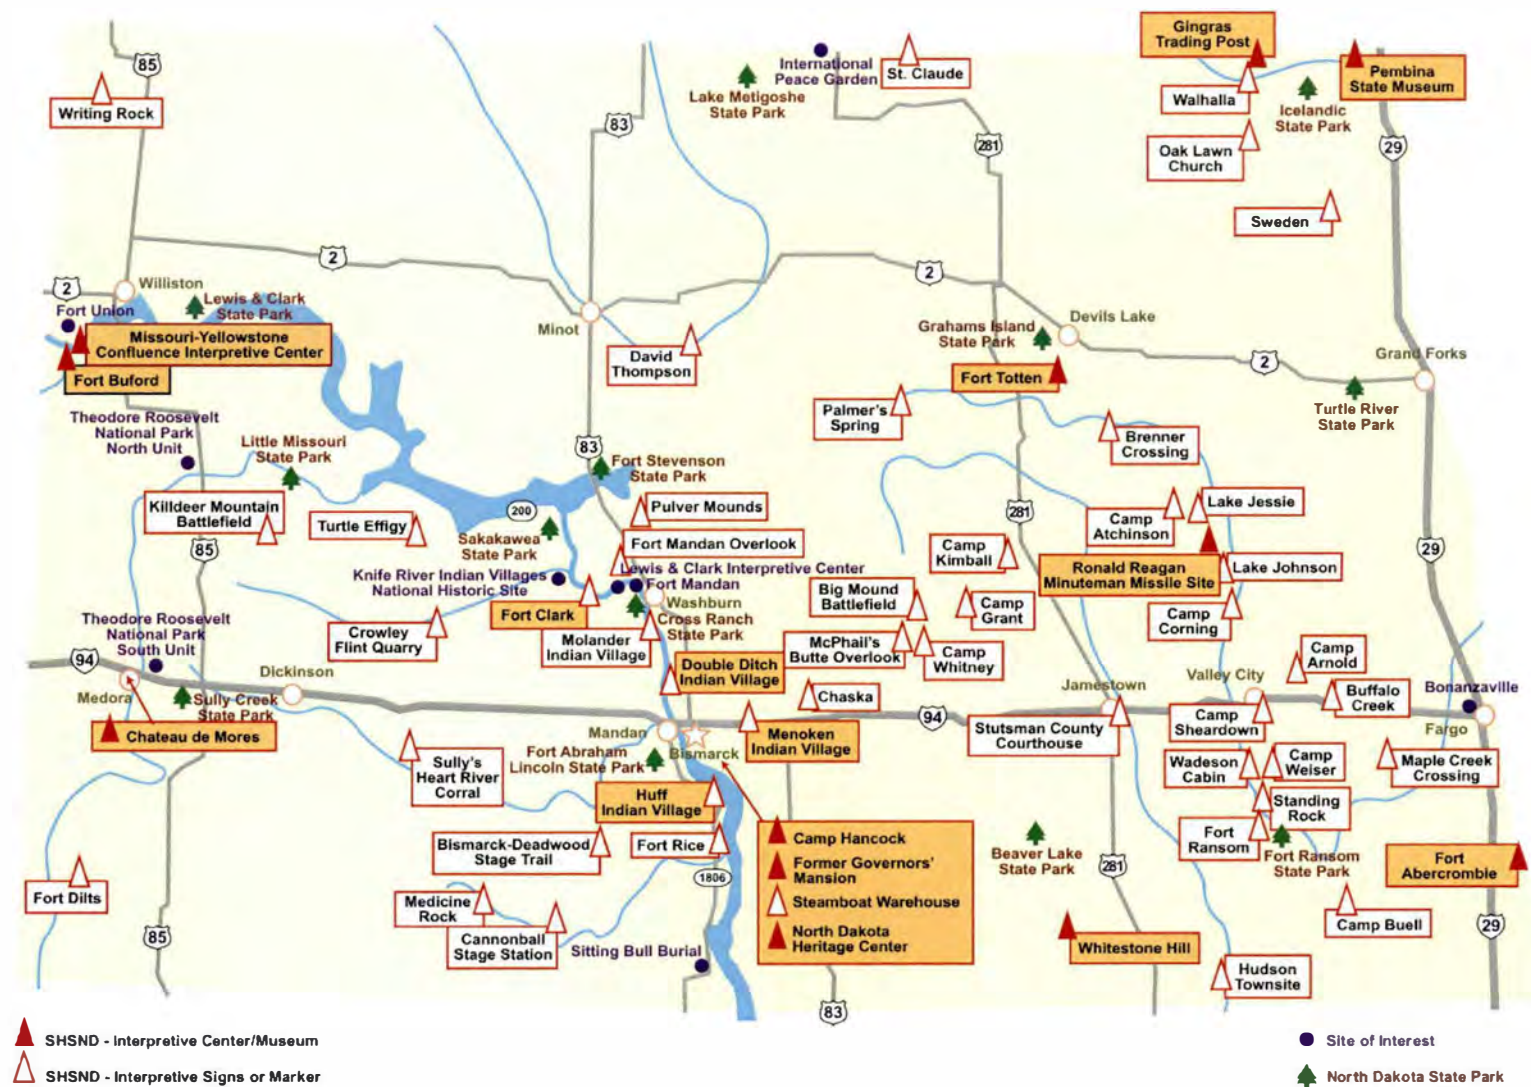 Gingras
Trading Post
85
International
Peace Garden
St. Claude
Pembina
State Museum
Writing Rock
Lake Metigoshe
State Park
Walhalla
Icelandic
State Park
83
281
29
Oak Lawn
Church
Sweden
2
2
2
Williston
Lewis & Clark
State Park
Fort Union
Minot
Devils Lake
Grahams Island
State Park
Missouri-Yellowstone
Confluence Interpretive Center
David
Thompson
2
Grand Forks
Fort Buford
Fort Totten
Theodore Roosevelt
National Park
North Unit
Palmer's
Spring
Turtle River
State Park
Little Missouri
State Park
83
Brenner
Crossing
Fort Stevenson
State Park
Killdeer Mountain
Battlefield
Turtle Effigy
200
Pulver Mounds
281
Camp
Atchinson
Lake Jessie
85
Sakakawea
State Park
Fort Mandan Overlook
Camp
Kimball
29
Knife River Indian Villages
National Historic Site
Lewis & Clark Interpretive Center
Fort Mandan
Ronald Reagan
Minuteman Missile Site
Lake Johnson
Fort Clark
Washburn
Cross Ranch
State Park
Big Mound
Battlefield
Camp
Grant
Camp
Corning
Theodore Roosevelt
National Park
South Unit
Crowley
Flint Quarry
Molander
Indian Village
McPhail's
Butte Overlook
Camp
Whitney
Camp
Arnold
94
Dickinson
Double Ditch
Indian Village
Chaska
Jamestown
Valley City
Buffalo
Creek
Bonanzaville
Medora
Sully Creek
State Park
94
Chateau de Mores
Mandan
Bismarck
Menoken
Indian Village
Stutsman County
Courthouse
Camp
Sheardown
Fargo
Sully's
Heart River
Corral
Fort Abraham
Lincoln State Park
Wadeson
Cabin
Camp
Weiser
Maple Creek
Crossing
Huff
Indian Village
Standing
Rock
Bismarck-Deadwood
Stage Trail
Fort Rice
Camp Hancock
Former Governors'
Mansion
Steamboat Warehouse
North Dakota
Heritage Center
Beaver Lake
State Park
Fort
Ransom
Fort Ransom
State Park
Fort
Abercrombie
1806
281
Fort Dilts
Medicine
Rock
Camp Buell
29
85
Cannonball
Stage Station
Sitting Bull Burial
Whitestone Hill
Hudson
Townsite
83
SHSND - Interpretive Center/Museum
SHSND - Interpretive Signs or Marker
Site of Interest
North Dakota State Park